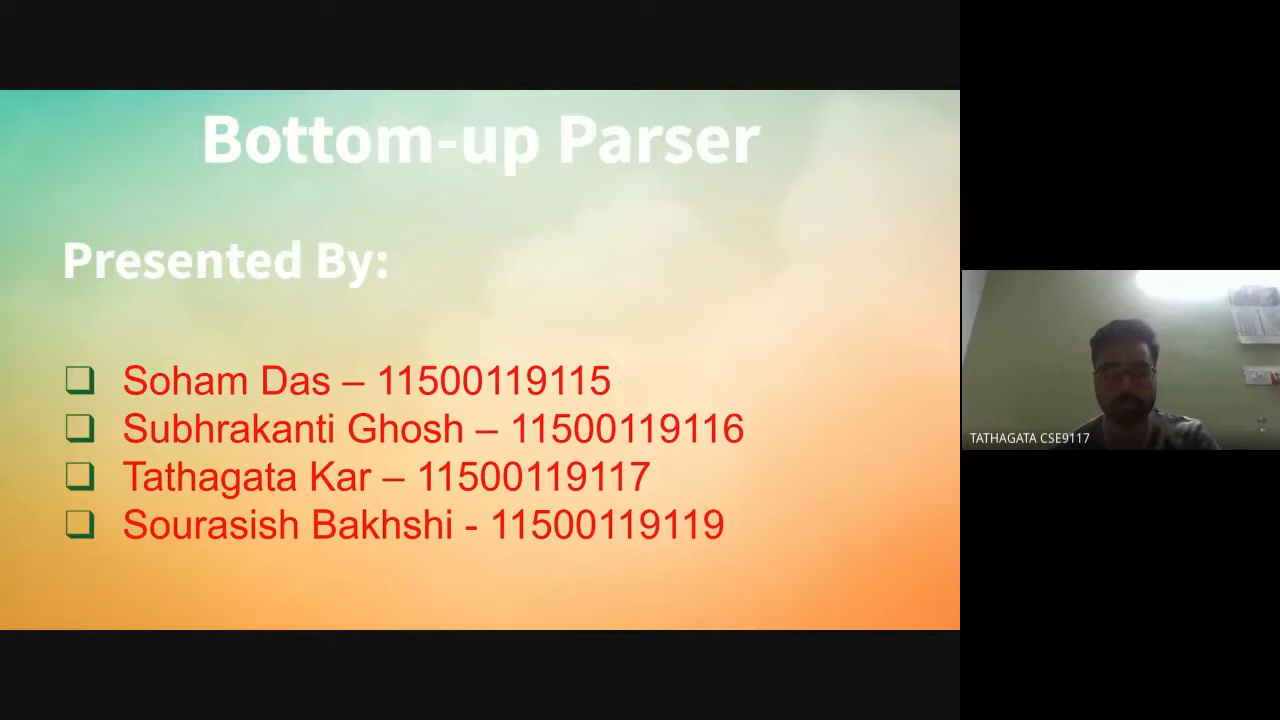 Bottom-up Parser
Presented By:
❑ Soham Das – 11500119115
❑ Subhrakanti Ghosh – 11500119116
❑ Tathagata Kar – 11500119117
❑ Sourasish Bakhshi - 11500119119
TATHAGATA CSE9117